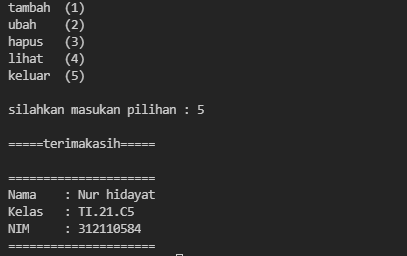 tambah  (1)
ubah    (2)
hapus   (3)
lihat   (4)
keluar  (5)

silahkan masukan pilihan : 5

=====terimakasih=====

=====================
Nama    : Nur hidayat
Kelas   : TI.21.C5
NIM     : 312110584
=====================